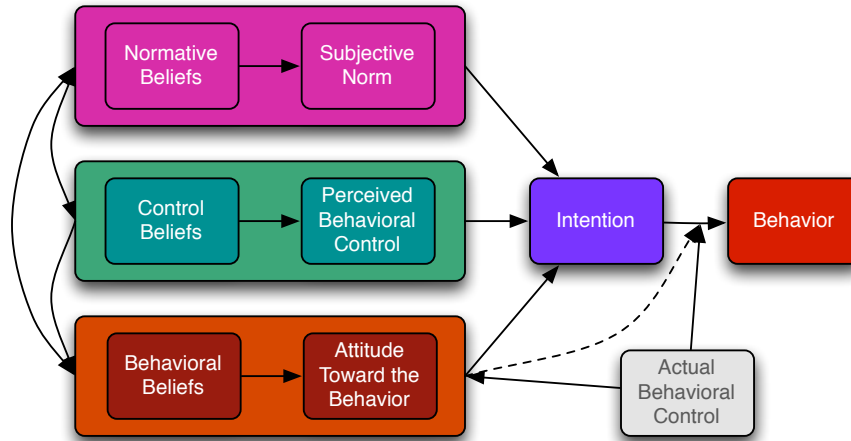 Normative
Beliefs
Subjective
Norm
Control
Beliefs
Perceived
Behavioral
Control
Intention
Behavior
Behavioral
Beliefs
Attitude
Toward the
Behavior
Actual
Behavioral
Control